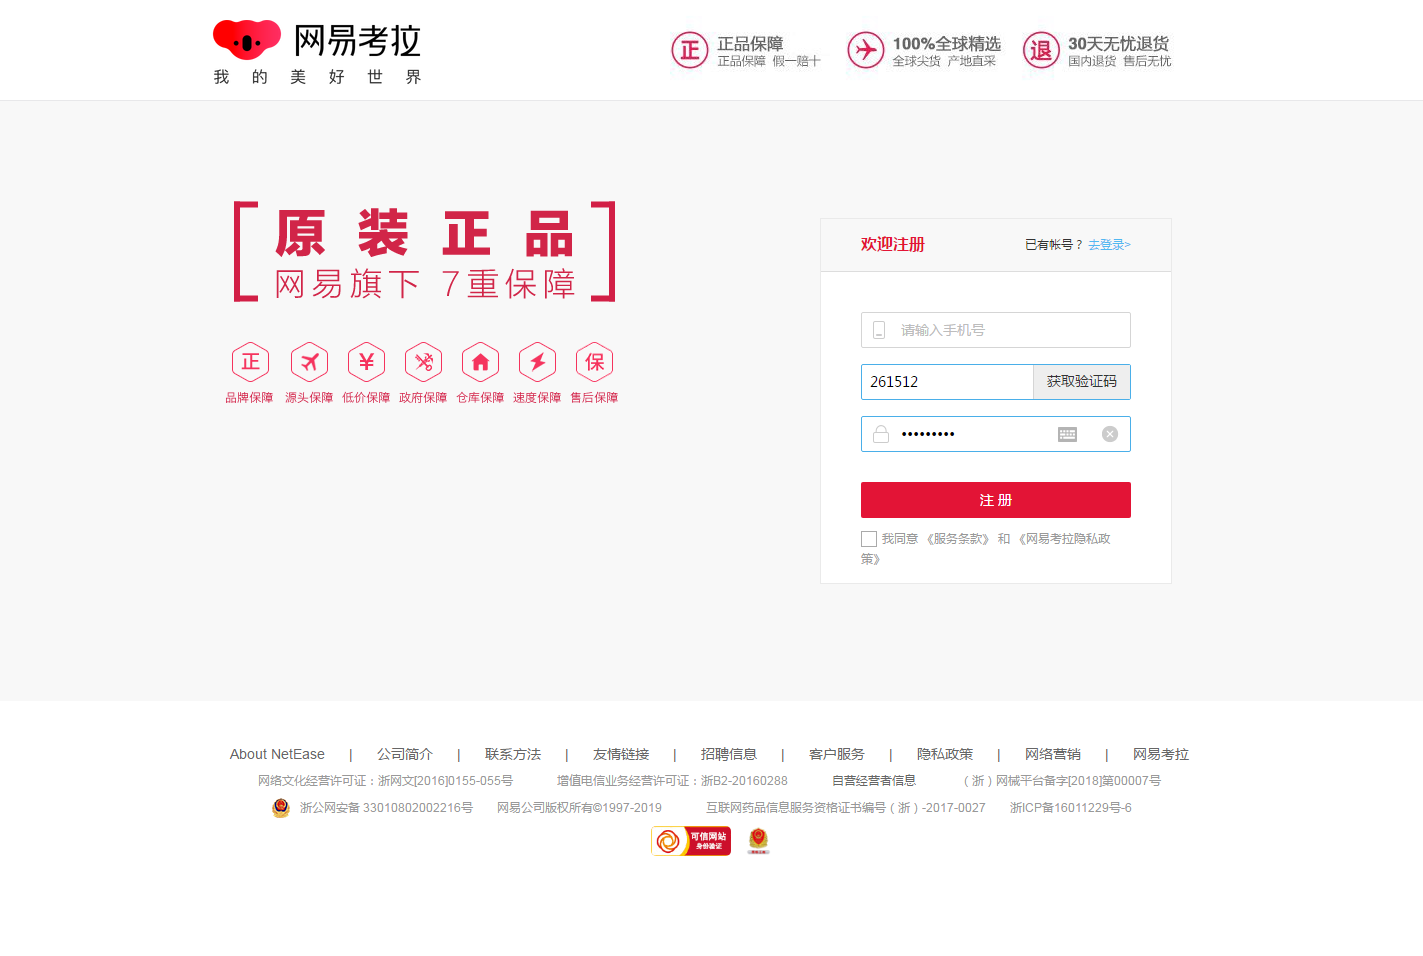 网易考拉
我的美好世界
正 正品保障
正品保障 假一赔十
100%全球精选
全球尖货 产地直采
退 30天无忧退货
国内退货 售后无忧
原装正品
网易旗下 7重保障
正 ¥ 保
品牌保障 源头保障 低价保障 政府保障 仓库保障 速度保障 售后保障
欢迎注册 已有帐号？ 去登录>
请输入手机号
261512 获取验证码
•••••••••
注 册
我同意 《服务条款》 和 《网易考拉隐私政
策》
About NetEase | 公司简介 | 联系方法 | 友情链接 | 招聘信息 | 客户服务 | 隐私政策 | 网络营销 | 网易考拉
网络文化经营许可证：浙网文[2016]0155-055号 增值电信业务经营许可证：浙B2-20160288 自营经营者信息 （浙）网械平台备字[2018]第00007号
浙公网安备 33010802002216号 网易公司版权所有©1997-2019 互联网药品信息服务资格证书编号（浙）-2017-0027 浙ICP备16011229号-6
可信网站
身份验证